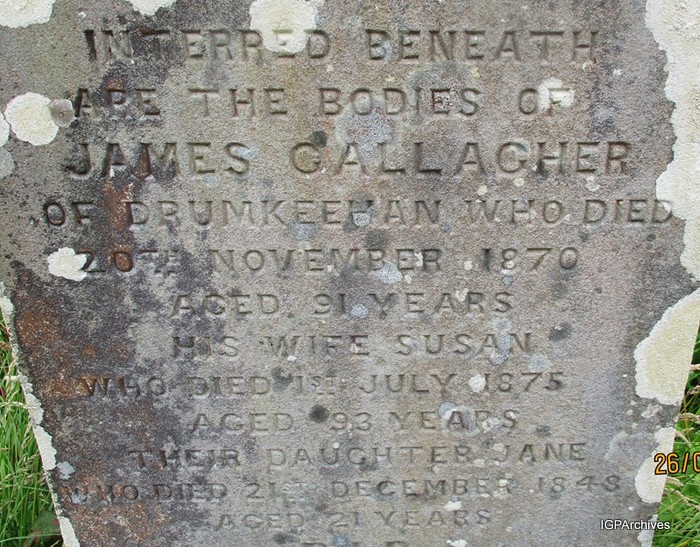 INTERRED BENEATH
ARE THE BODIES OF
JAMES GALLAGHER
OF DRUMKEEHAN WHO DIED
20TH NOVEMBER 1870
AGED 91 YEARS
HIS WIFE SUSAN
WHO DIED 1ST JULY 1875
AGED 93 YEARS
THEIR DAUGHTER JANE
WHO DIED 21ST DECEMBER 1848
AGED 21 YEARS
26/0
IGPArchives